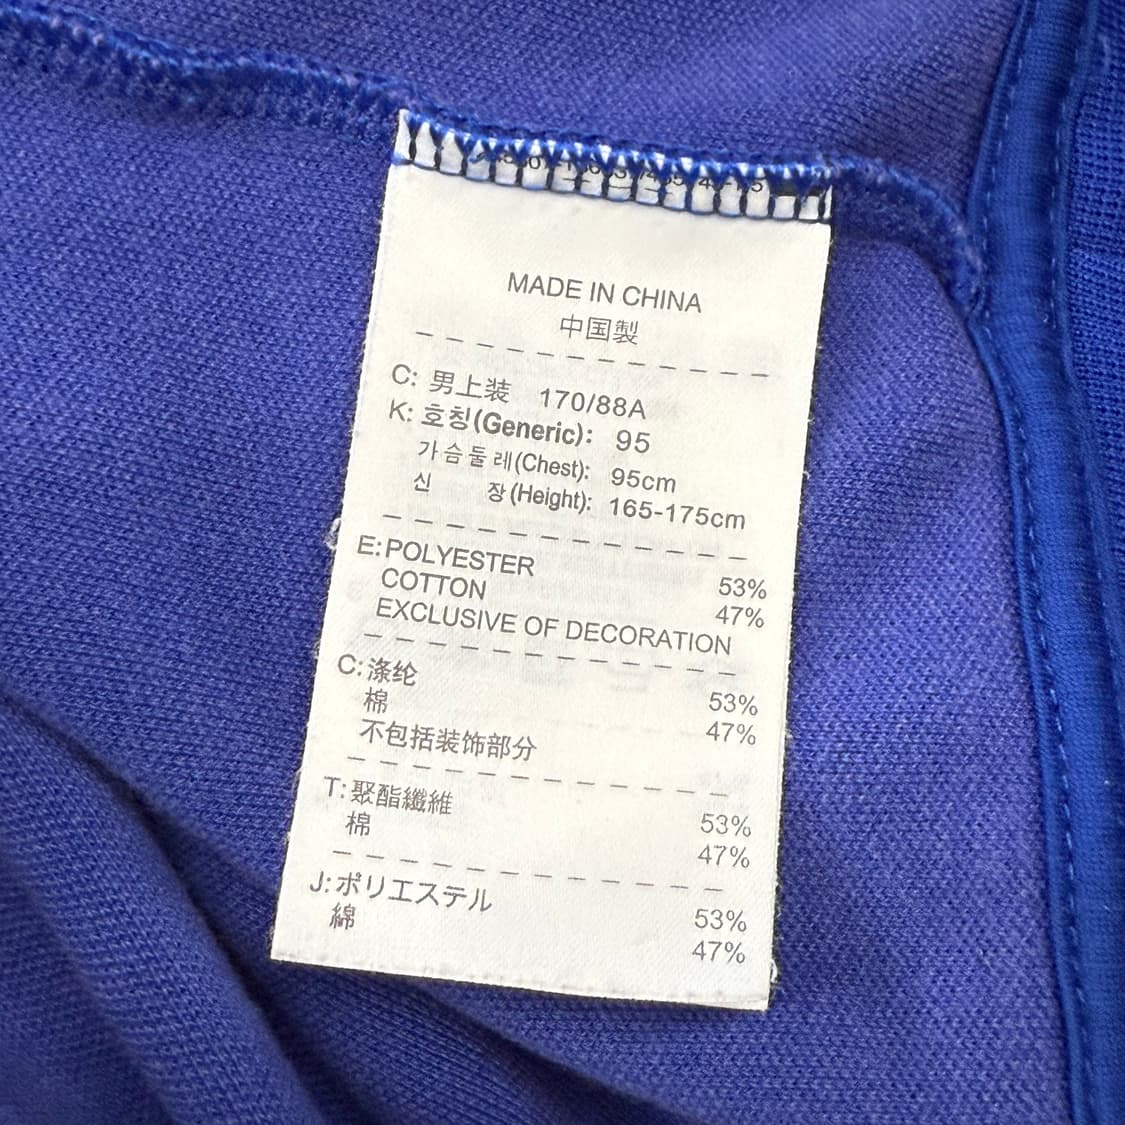 MADE IN CHINA
中国製
C: 男上装 170/88A
K: 호칭(Generic): 95
가슴둘레(Chest): 95cm
신 장(Height): 165-175cm
E: POLYESTER 53%
COTTON 47%
EXCLUSIVE OF DECORATION
C: 涤纶 53%
棉 47%
不包括装饰部分
T: 聚酯纖維 53%
棉 47%
J: ポリエステル 53%
綿 47%